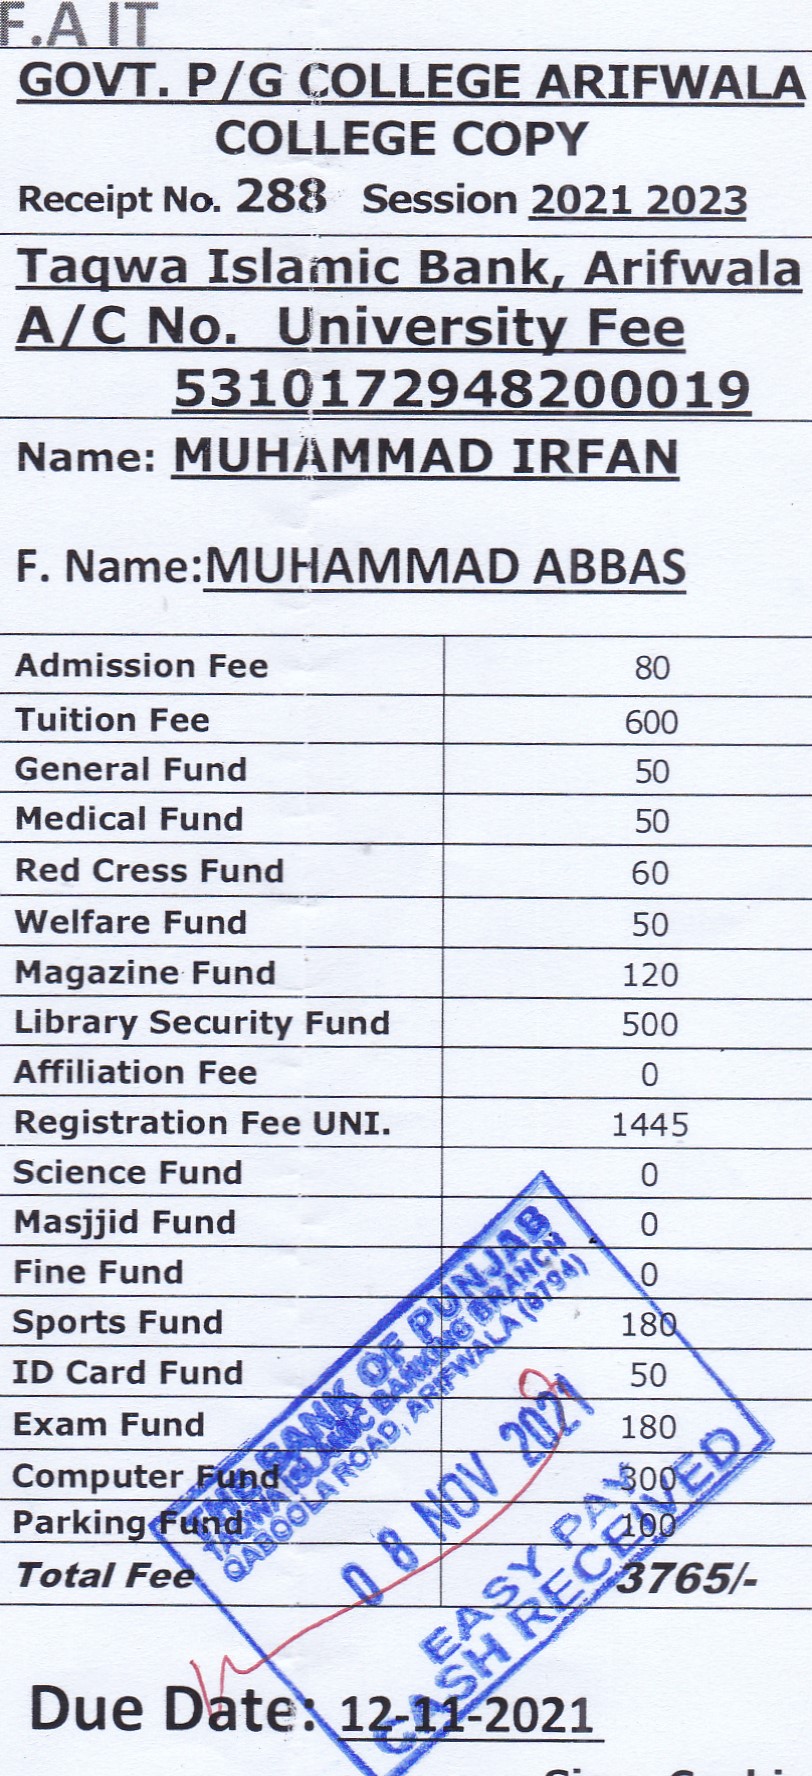 F.A IT
GOVT. P/G COLLEGE ARIFWALA
COLLEGE COPY
Receipt No. 288 Session 2021 2023
Taqwa Islamic Bank, Arifwala
A/C No. University Fee
5310172948200019
Name: MUHAMMAD IRFAN
F. Name:MUHAMMAD ABBAS
Admission Fee 80
Tuition Fee 600
General Fund 50
Medical Fund 50
Red Cress Fund 60
Welfare Fund 50
Magazine Fund 120
Library Security Fund 500
Affiliation Fee 0
Registration Fee UNI. 1445
Science Fund 0
Masjjid Fund 0
Fine Fund 0
Sports Fund 180
ID Card Fund 50
Exam Fund 180
Computer Fund 300
Parking Fund 100
Total Fee 3765/-
THE BANK OF PUNJAB
TAQWA ISLAMIC BANKING BRANCH
QABOOLA ROAD, ARIFWALA (0794)
08 NOV 2021
EASY PAY
CASH RECEIVED
Due Date: 12-11-2021